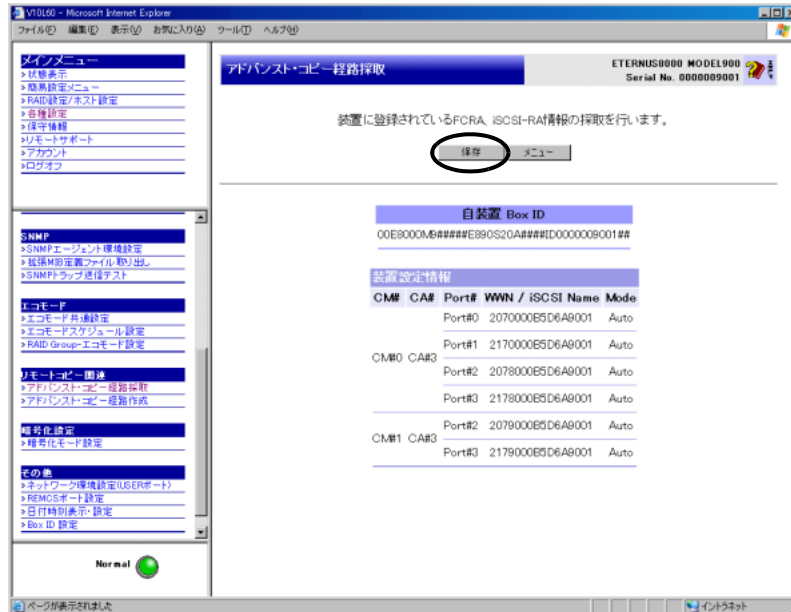 V10L60 - Microsoft Internet Explorer
ファイル(F) 編集(E) 表示(V) お気に入り(A) ツール(T) ヘルプ(H)
メインメニュー
>状態表示
>簡易設定メニュー
>RAID設定/ホスト設定
>各種設定
>保守情報
>リモートサポート
>アカウント
>ログオフ
SNMP
>SNMPエージェント環境設定
>拡張MIB定義ファイル取り出し
>SNMPトラップ送信テスト
エコモード
>エコモード共通設定
>エコモードスケジュール設定
>RAID Group-エコモード設定
リモートコピー関連
>アドバンスト・コピー経路採取
>アドバンスト・コピー経路作成
暗号化設定
>暗号化モード設定
その他
>ネットワーク環境設定(USERポート)
>REMCSポート設定
>日付時刻表示・設定
>Box ID 設定
Normal
アドバンスト・コピー経路採取
ETERNUS8000 MODEL900
Serial No. 0000009001
装置に登録されているFCRA, iSCSI-RA情報の採取を行います。
保存 メニュー
自装置 Box ID
00E8000M9#####E890S20A####ID0000009001##
装置設定情報
CM# CA# Port# WWN / iSCSI Name Mode
CM#0 CA#3
Port#0 2070000B5D6A9001 Auto
Port#1 2170000B5D6A9001 Auto
Port#2 2078000B5D6A9001 Auto
Port#3 2178000B5D6A9001 Auto
CM#1 CA#3
Port#2 2079000B5D6A9001 Auto
Port#3 2179000B5D6A9001 Auto
ページが表示されました
イントラネット